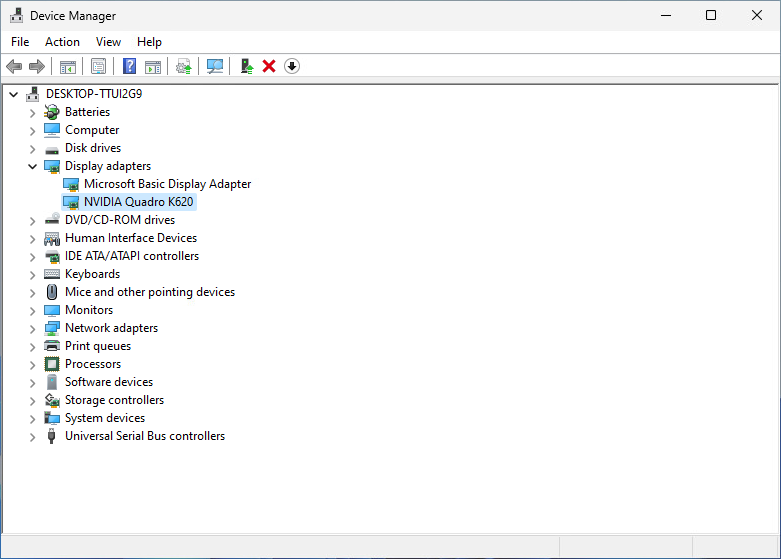 Device Manager
File Action View Help
DESKTOP-TTUI2G9
Batteries
Computer
Disk drives
Display adapters
Microsoft Basic Display Adapter
NVIDIA Quadro K620
DVD/CD-ROM drives
Human Interface Devices
IDE ATA/ATAPI controllers
Keyboards
Mice and other pointing devices
Monitors
Network adapters
Print queues
Processors
Software devices
Storage controllers
System devices
Universal Serial Bus controllers